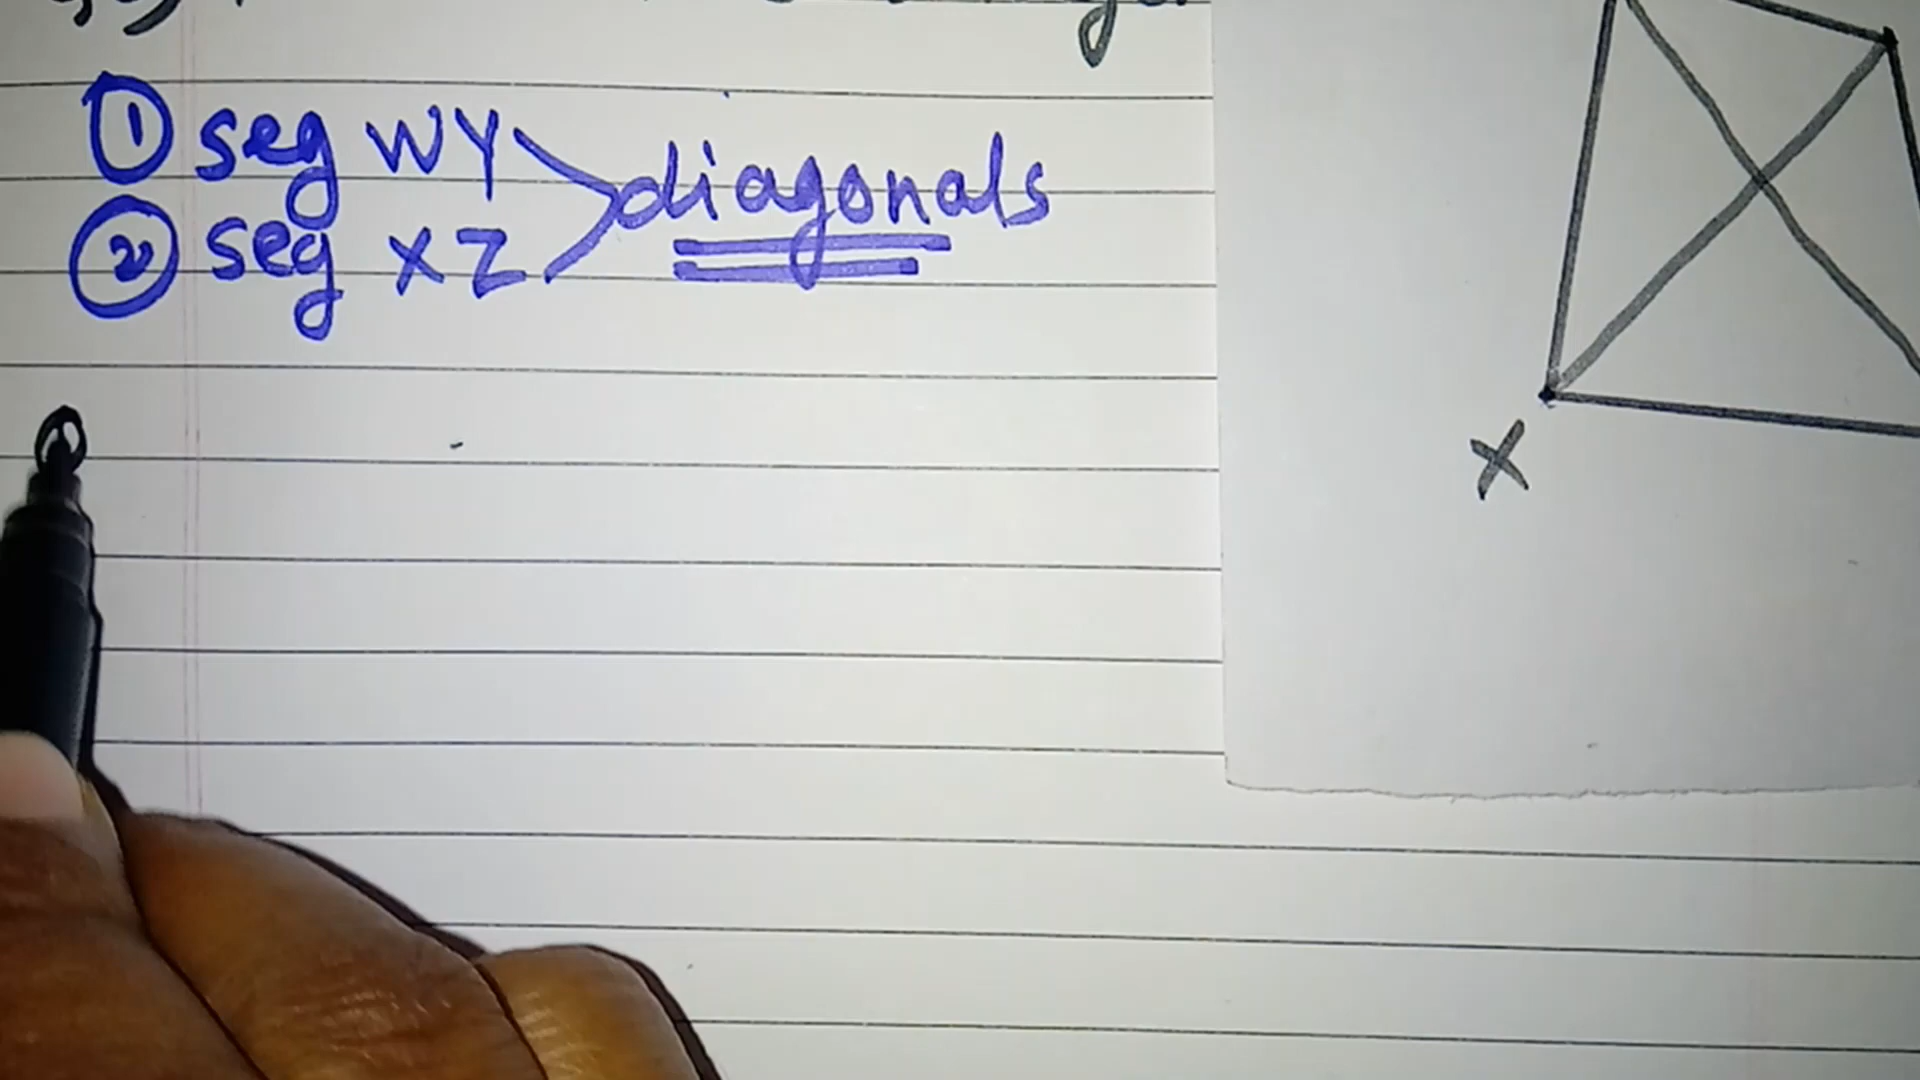 ① seg WY
diagonals
② seg XZ
X